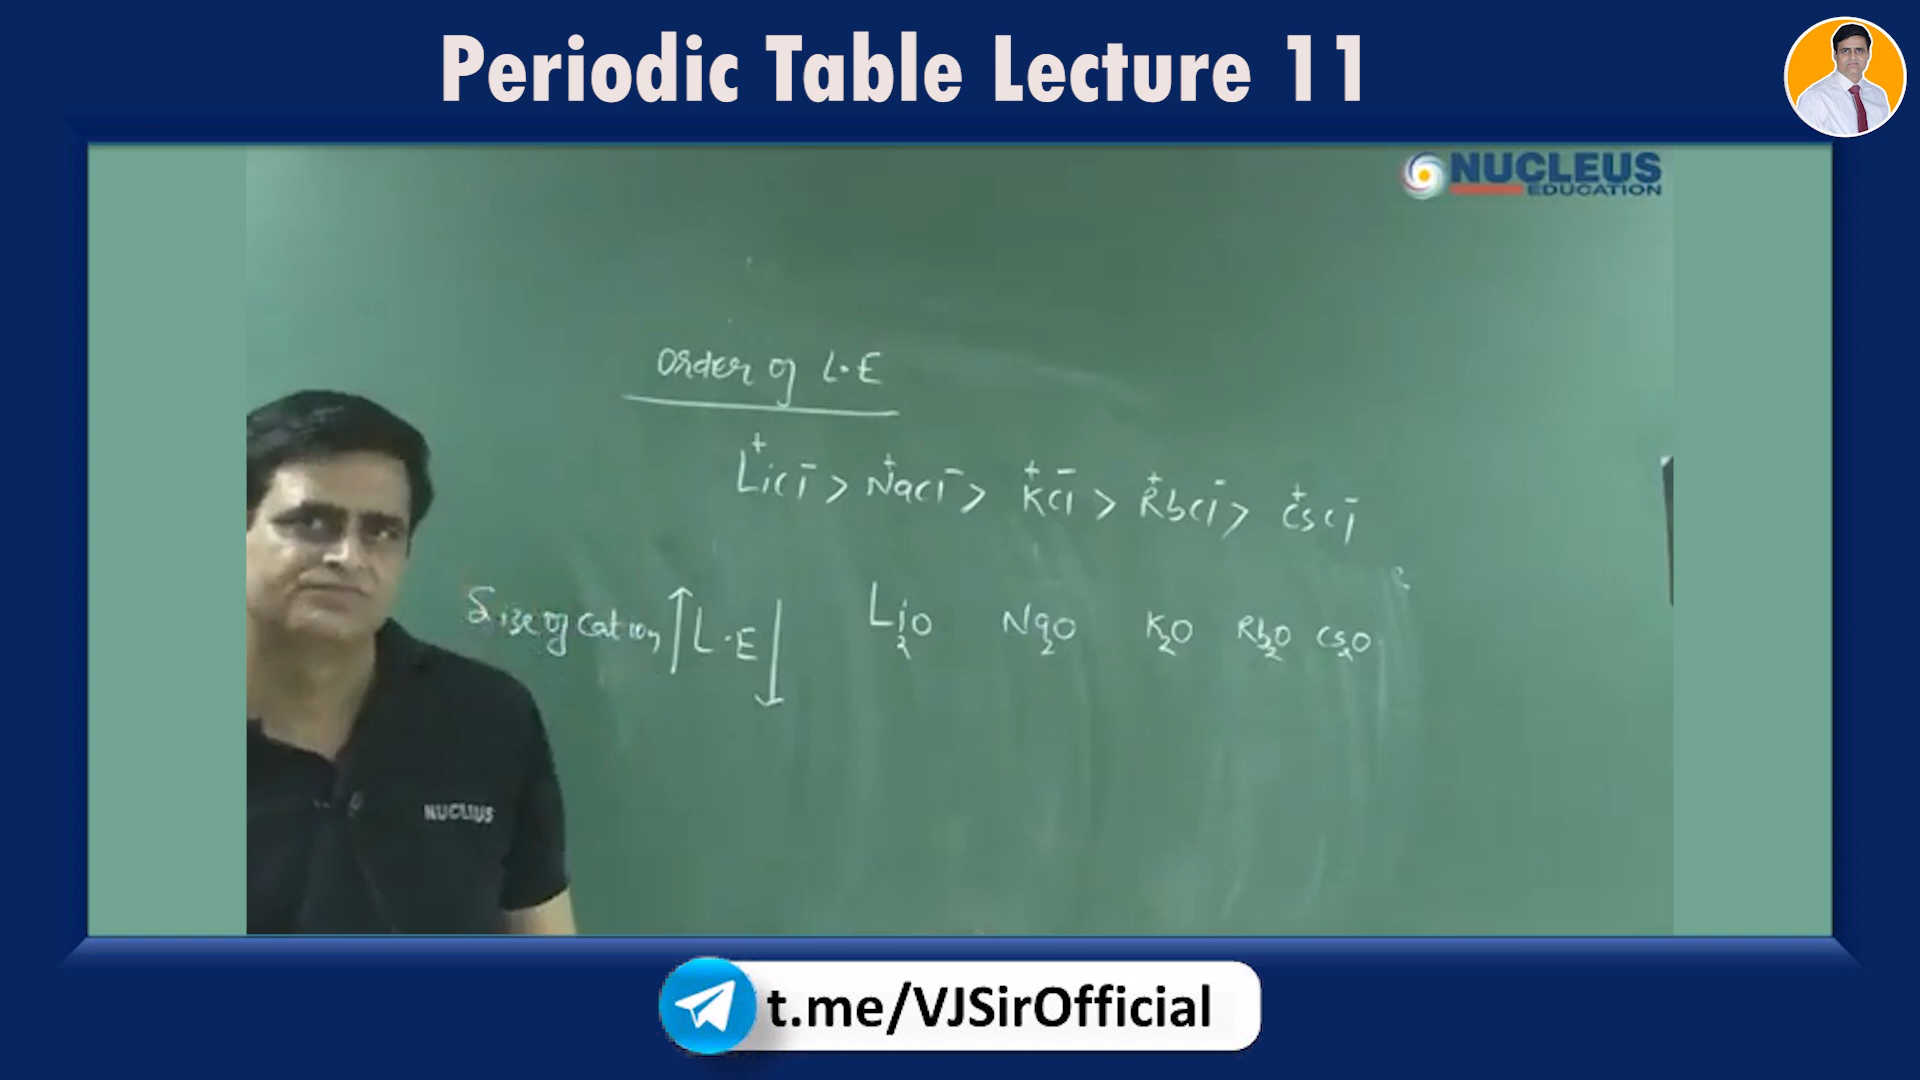 Periodic Table Lecture 11
NUCLEUS
EDUCATION
Order of L.E
Li⁺Cl⁻ > Na⁺Cl⁻ > K⁺Cl⁻ > Rb⁺Cl⁻ > Cs⁺Cl⁻
Size of Cation ↑ L.E ↓ Li₂O Na₂O K₂O Rb₂O Cs₂O
NUCLIUS
t.me/VJSirOfficial